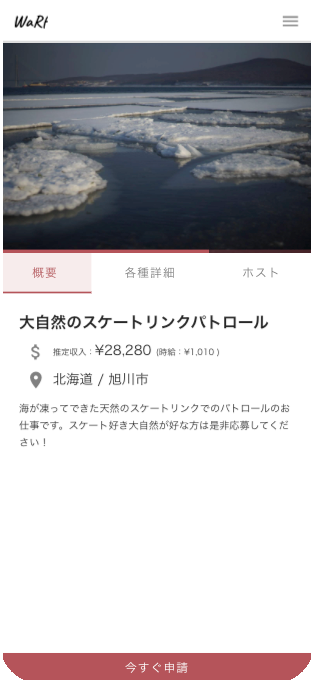 WaRt
概要 各種詳細 ホスト
大自然のスケートリンクパトロール
推定収入：¥28,280 (時給：¥1,010 )
北海道 / 旭川市
海が凍ってできた天然のスケートリンクでのパトロールのお
仕事です。スケート好き大自然が好な方は是非応募してくだ
さい！
今すぐ申請